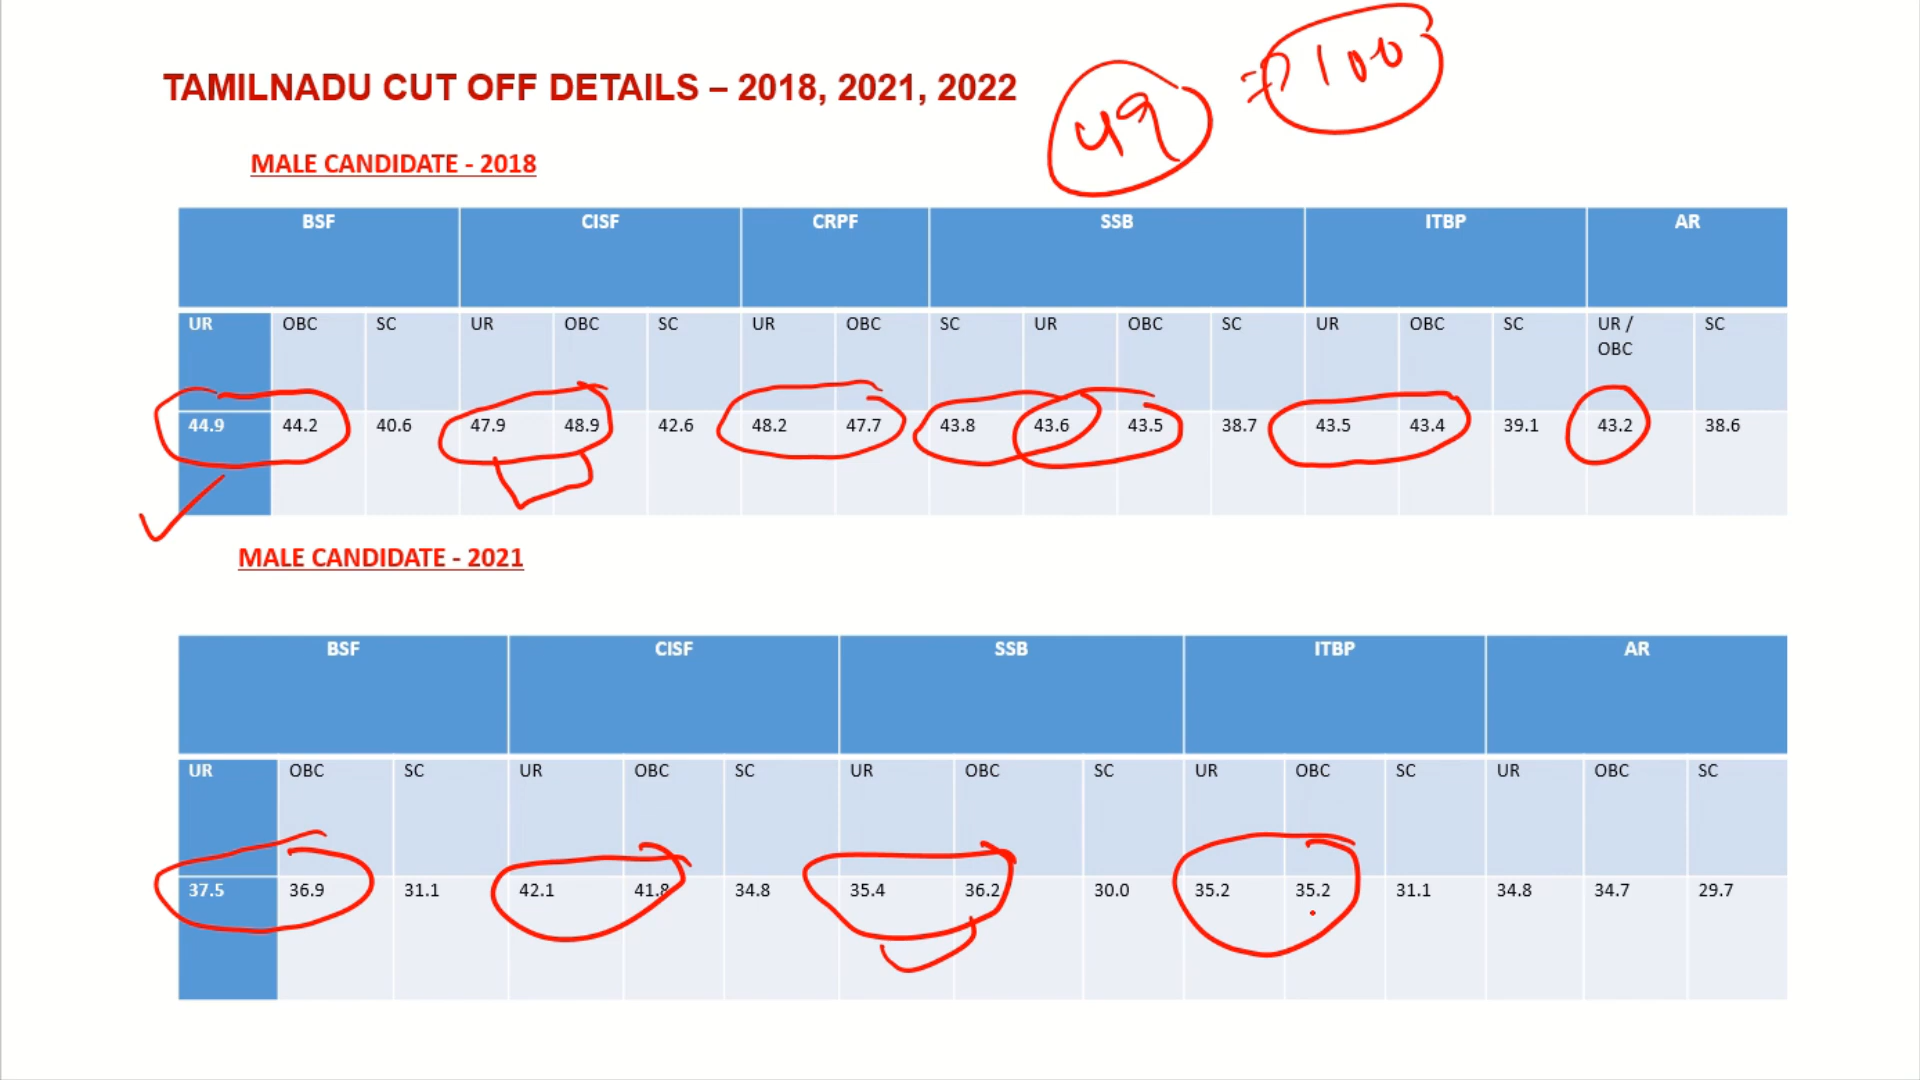 TAMILNADU CUT OFF DETAILS – 2018, 2021, 2022
49 => 100
MALE CANDIDATE - 2018
BSF CISF CRPF SSB ITBP AR
UR OBC SC UR OBC SC UR OBC SC UR OBC SC UR OBC SC UR / OBC SC
44.9 44.2 40.6 47.9 48.9 42.6 48.2 47.7 43.8 43.6 43.5 38.7 43.5 43.4 39.1 43.2 38.6
MALE CANDIDATE - 2021
BSF CISF SSB ITBP AR
UR OBC SC UR OBC SC UR OBC SC UR OBC SC UR OBC SC
37.5 36.9 31.1 42.1 41.8 34.8 35.4 36.2 30.0 35.2 35.2 31.1 34.8 34.7 29.7